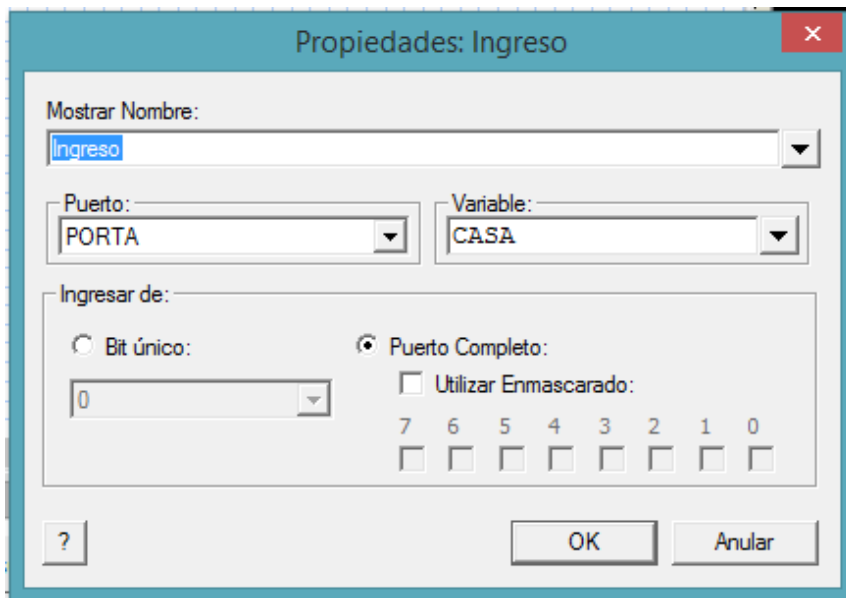 Propiedades: Ingreso
Mostrar Nombre:
Ingreso
Puerto: Variable:
PORTA CASA
Ingresar de:
Bit único: Puerto Completo:
0 Utilizar Enmascarado:
7 6 5 4 3 2 1 0
? OK Anular